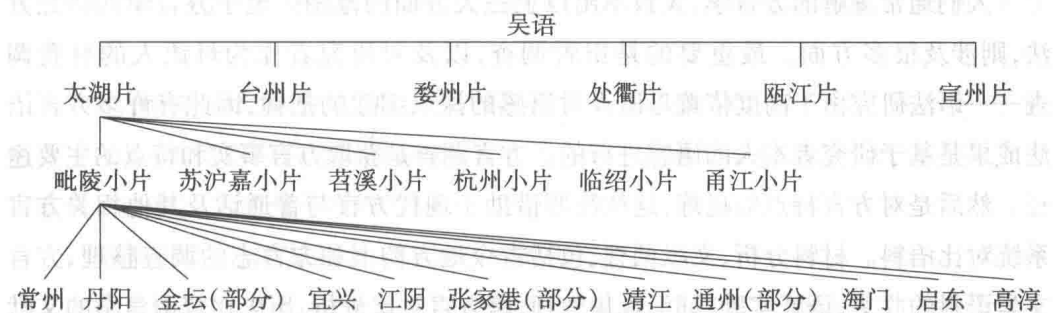 吴语
太湖片 台州片 婺州片 处衢片 瓯江片 宣州片
毗陵小片 苏沪嘉小片 苕溪小片 杭州小片 临绍小片 甬江小片
常州 丹阳 金坛(部分) 宜兴 江阴 张家港(部分) 靖江 通州(部分) 海门 启东 高淳